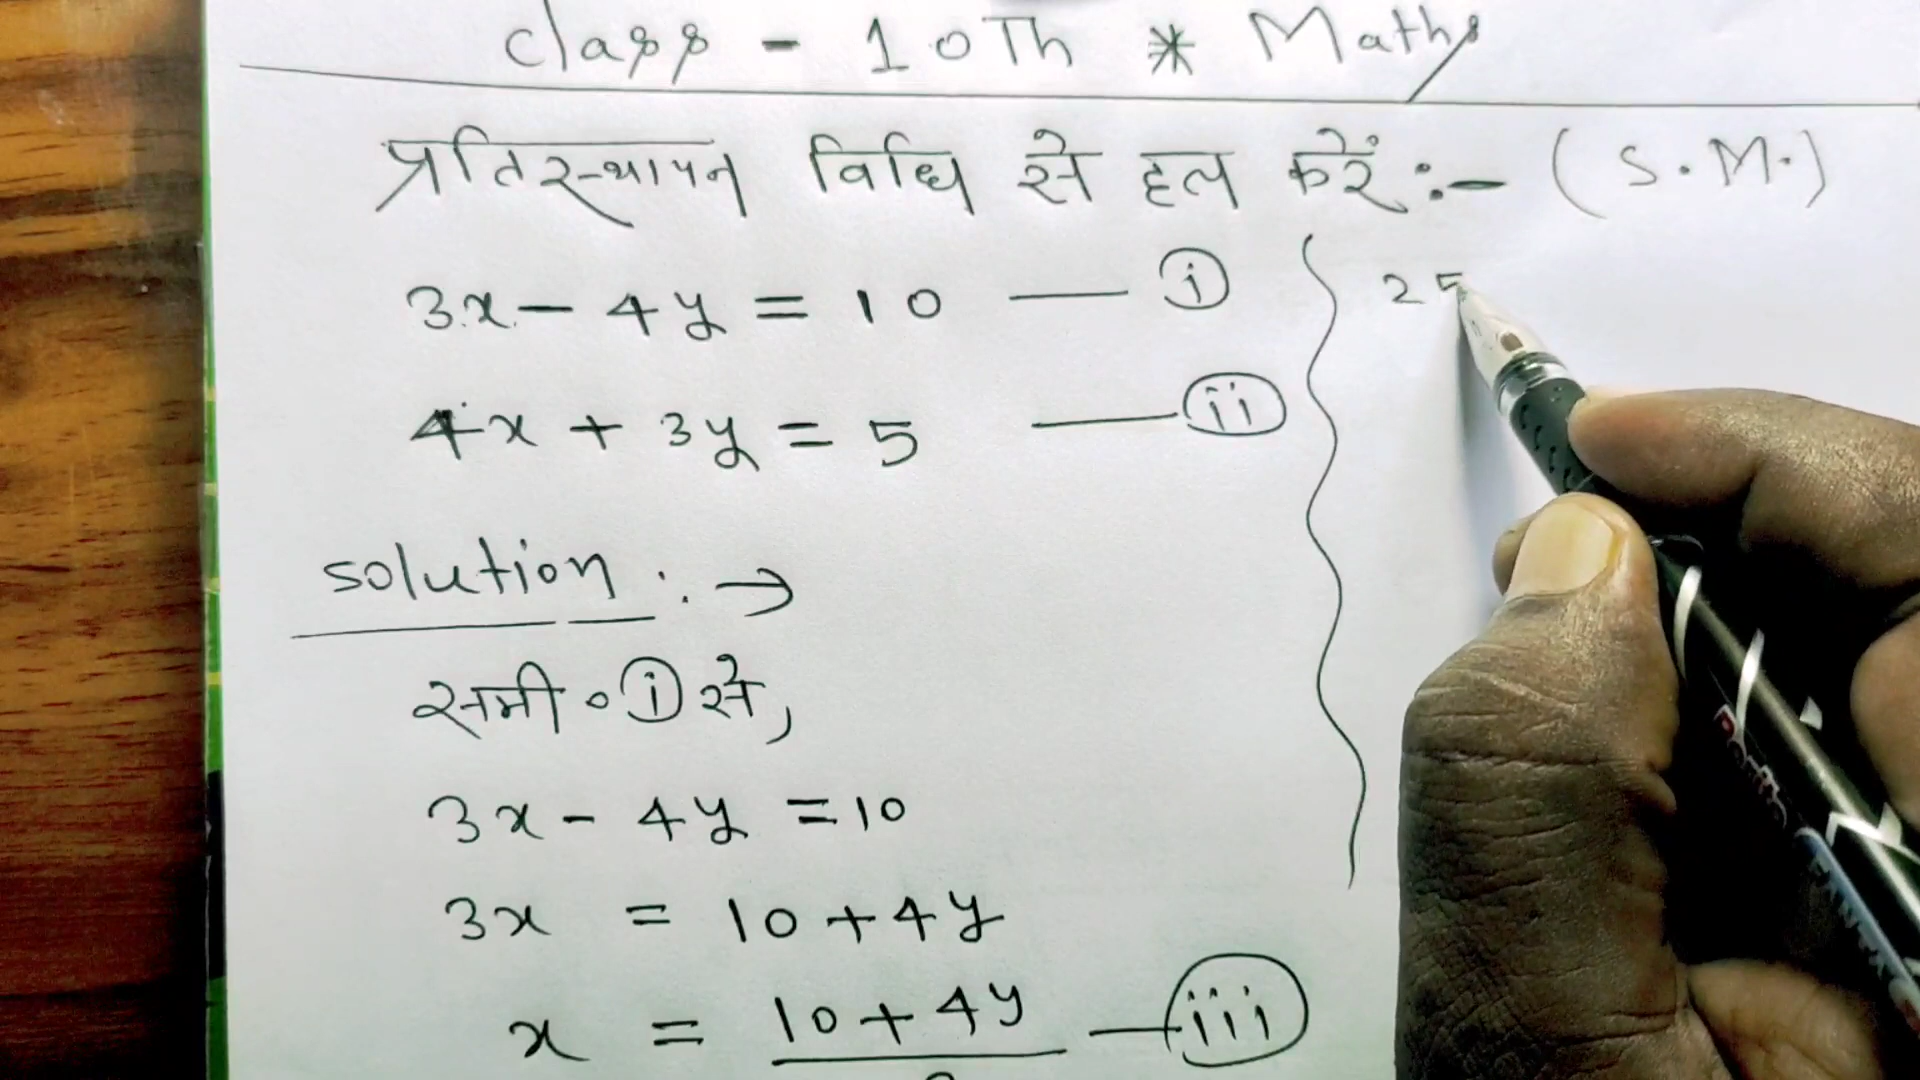 Class - 10Th * Maths
प्रतिस्थापन विधि से हल करें :- (S.M.)
3x - 4y = 10 — (i)
4x + 3y = 5 — (ii)
solution : →
समी० (i) से,
3x - 4y = 10
3x = 10 + 4y
x = 10 + 4y — (iii)
25